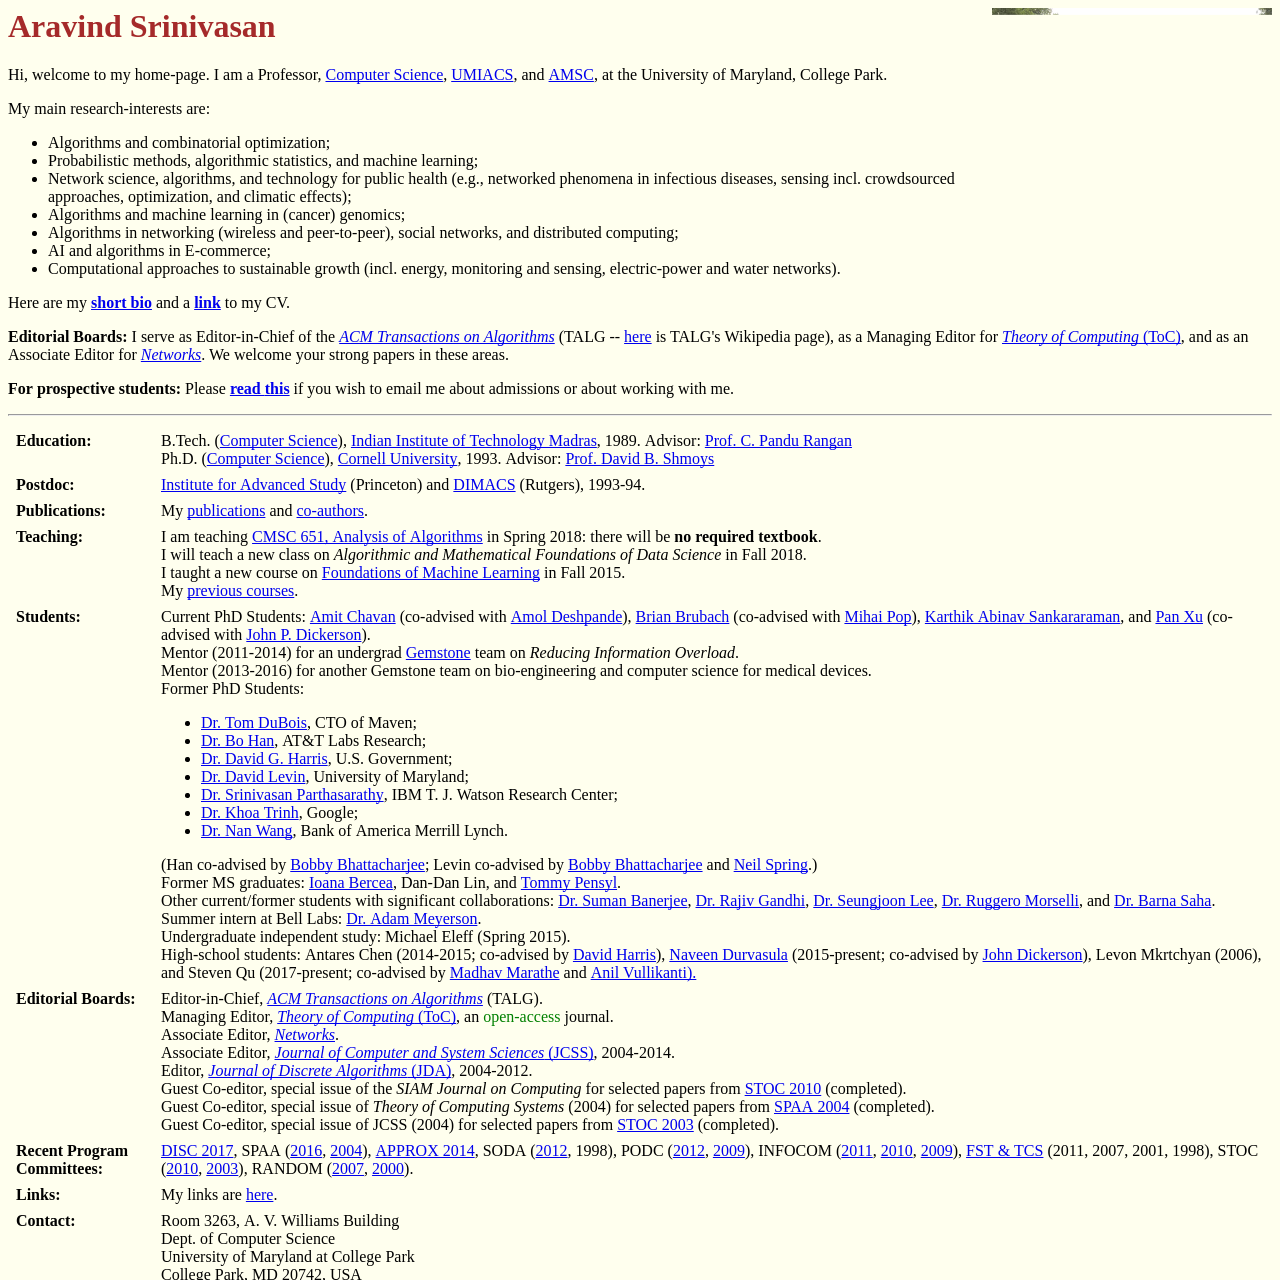 Aravind Srinivasan
Hi, welcome to my home-page. I am a Professor, Computer Science, UMIACS, and AMSC, at the University of Maryland, College Park.
My main research-interests are:
• Algorithms and combinatorial optimization;
• Probabilistic methods, algorithmic statistics, and machine learning;
• Network science, algorithms, and technology for public health (e.g., networked phenomena in infectious diseases, sensing incl. crowdsourced
approaches, optimization, and climatic effects);
• Algorithms and machine learning in (cancer) genomics;
• Algorithms in networking (wireless and peer-to-peer), social networks, and distributed computing;
• AI and algorithms in E-commerce;
• Computational approaches to sustainable growth (incl. energy, monitoring and sensing, electric-power and water networks).
Here are my short bio and a link to my CV.
Editorial Boards: I serve as Editor-in-Chief of the ACM Transactions on Algorithms (TALG -- here is TALG's Wikipedia page), as a Managing Editor for Theory of Computing (ToC), and as an
Associate Editor for Networks. We welcome your strong papers in these areas.
For prospective students: Please read this if you wish to email me about admissions or about working with me.
Education: B.Tech. (Computer Science), Indian Institute of Technology Madras, 1989. Advisor: Prof. C. Pandu Rangan
Ph.D. (Computer Science), Cornell University, 1993. Advisor: Prof. David B. Shmoys
Postdoc: Institute for Advanced Study (Princeton) and DIMACS (Rutgers), 1993-94.
Publications: My publications and co-authors.
Teaching: I am teaching CMSC 651, Analysis of Algorithms in Spring 2018: there will be no required textbook.
I will teach a new class on Algorithmic and Mathematical Foundations of Data Science in Fall 2018.
I taught a new course on Foundations of Machine Learning in Fall 2015.
My previous courses.
Students: Current PhD Students: Amit Chavan (co-advised with Amol Deshpande), Brian Brubach (co-advised with Mihai Pop), Karthik Abinav Sankararaman, and Pan Xu (co-
advised with John P. Dickerson).
Mentor (2011-2014) for an undergrad Gemstone team on Reducing Information Overload.
Mentor (2013-2016) for another Gemstone team on bio-engineering and computer science for medical devices.
Former PhD Students:
• Dr. Tom DuBois, CTO of Maven;
• Dr. Bo Han, AT&T Labs Research;
• Dr. David G. Harris, U.S. Government;
• Dr. David Levin, University of Maryland;
• Dr. Srinivasan Parthasarathy, IBM T. J. Watson Research Center;
• Dr. Khoa Trinh, Google;
• Dr. Nan Wang, Bank of America Merrill Lynch.
(Han co-advised by Bobby Bhattacharjee; Levin co-advised by Bobby Bhattacharjee and Neil Spring.)
Former MS graduates: Ioana Bercea, Dan-Dan Lin, and Tommy Pensyl.
Other current/former students with significant collaborations: Dr. Suman Banerjee, Dr. Rajiv Gandhi, Dr. Seungjoon Lee, Dr. Ruggero Morselli, and Dr. Barna Saha.
Summer intern at Bell Labs: Dr. Adam Meyerson.
Undergraduate independent study: Michael Eleff (Spring 2015).
High-school students: Antares Chen (2014-2015; co-advised by David Harris), Naveen Durvasula (2015-present; co-advised by John Dickerson), Levon Mkrtchyan (2006),
and Steven Qu (2017-present; co-advised by Madhav Marathe and Anil Vullikanti).
Editorial Boards: Editor-in-Chief, ACM Transactions on Algorithms (TALG).
Managing Editor, Theory of Computing (ToC), an open-access journal.
Associate Editor, Networks.
Associate Editor, Journal of Computer and System Sciences (JCSS), 2004-2014.
Editor, Journal of Discrete Algorithms (JDA), 2004-2012.
Guest Co-editor, special issue of the SIAM Journal on Computing for selected papers from STOC 2010 (completed).
Guest Co-editor, special issue of Theory of Computing Systems (2004) for selected papers from SPAA 2004 (completed).
Guest Co-editor, special issue of JCSS (2004) for selected papers from STOC 2003 (completed).
Recent Program DISC 2017, SPAA (2016, 2004), APPROX 2014, SODA (2012, 1998), PODC (2012, 2009), INFOCOM (2011, 2010, 2009), FST & TCS (2011, 2007, 2001, 1998), STOC
Committees: (2010, 2003), RANDOM (2007, 2000).
Links: My links are here.
Contact: Room 3263, A. V. Williams Building
Dept. of Computer Science
University of Maryland at College Park
College Park, MD 20742, USA